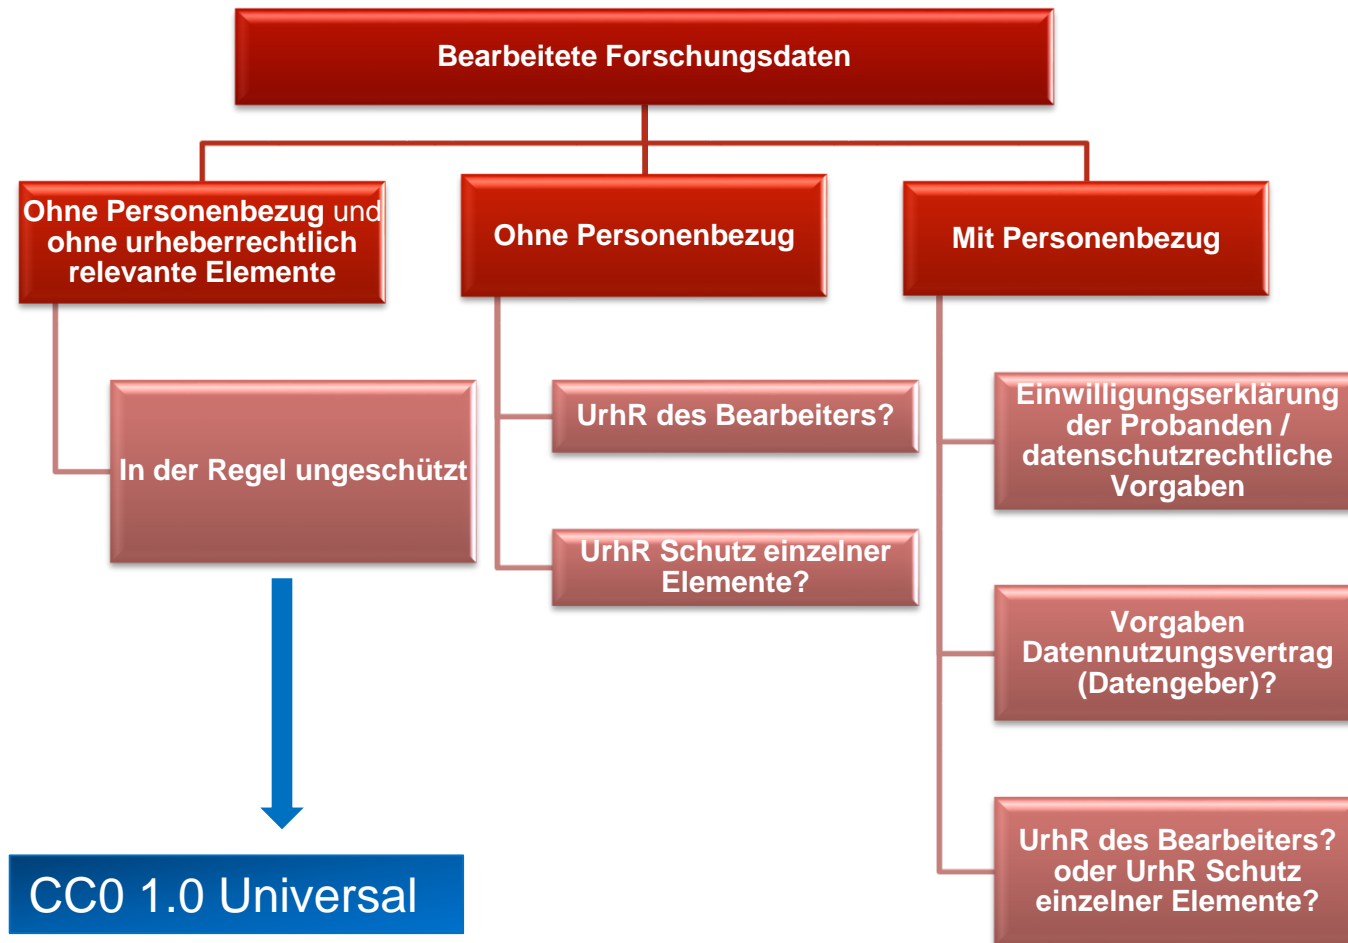 Bearbeitete Forschungsdaten
Ohne Personenbezug und
ohne urheberrechtlich
relevante Elemente
In der Regel ungeschützt
CC0 1.0 Universal
Ohne Personenbezug
UrhR des Bearbeiters?
UrhR Schutz einzelner
Elemente?
Mit Personenbezug
Einwilligungserklärung
der Probanden /
datenschutzrechtliche
Vorgaben
Vorgaben
Datennutzungsvertrag
(Datengeber)?
UrhR des Bearbeiters?
oder UrhR Schutz
einzelner Elemente?